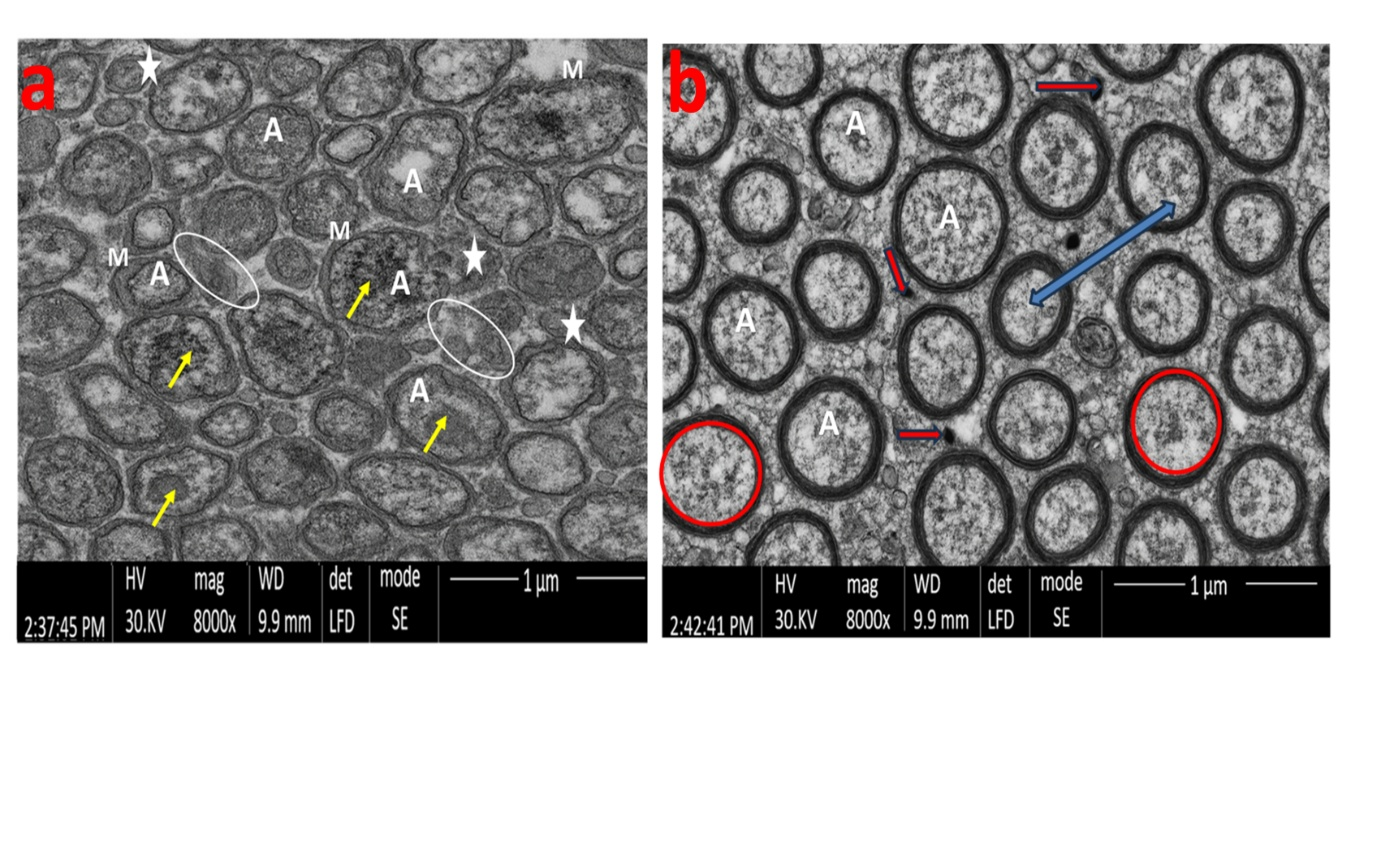 a
M
A
A
M
M
A
A
A
HV mag WD det mode 1 µm
2:37:45 PM 30.KV 8000x 9.9 mm LFD SE
b
A
A
A
A
HV mag WD det mode 1 µm
2:42:41 PM 30.KV 8000x 9.9 mm LFD SE